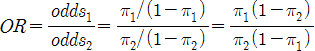 OR = odds₁/odds₂ = π₁/(1−π₁) / π₂/(1−π₂) = π₁(1−π₂) / π₂(1−π₁)